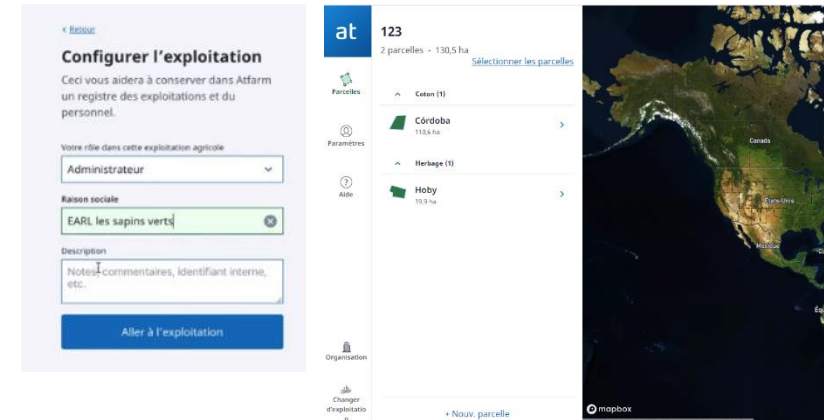 < Retour
Configurer l'exploitation
Ceci vous aidera à conserver dans Atfarm
un registre des exploitations et du
personnel.
Votre rôle dans cette exploitation agricole
Administrateur
Raison sociale
EARL les sapins verts
Description
Notes, commentaires, identifiant interne,
etc.
Aller à l'exploitation
at
Parcelles
Paramètres
Aide
Organisation
Changer
d'exploitatio
n
123
2 parcelles - 130,5 ha
Sélectionner les parcelles
Coton (1)
Córdoba
110,6 ha
Herbage (1)
Hoby
19,9 ha
+ Nouv. parcelle
Canada
États-Unis
Mexique
mapbox